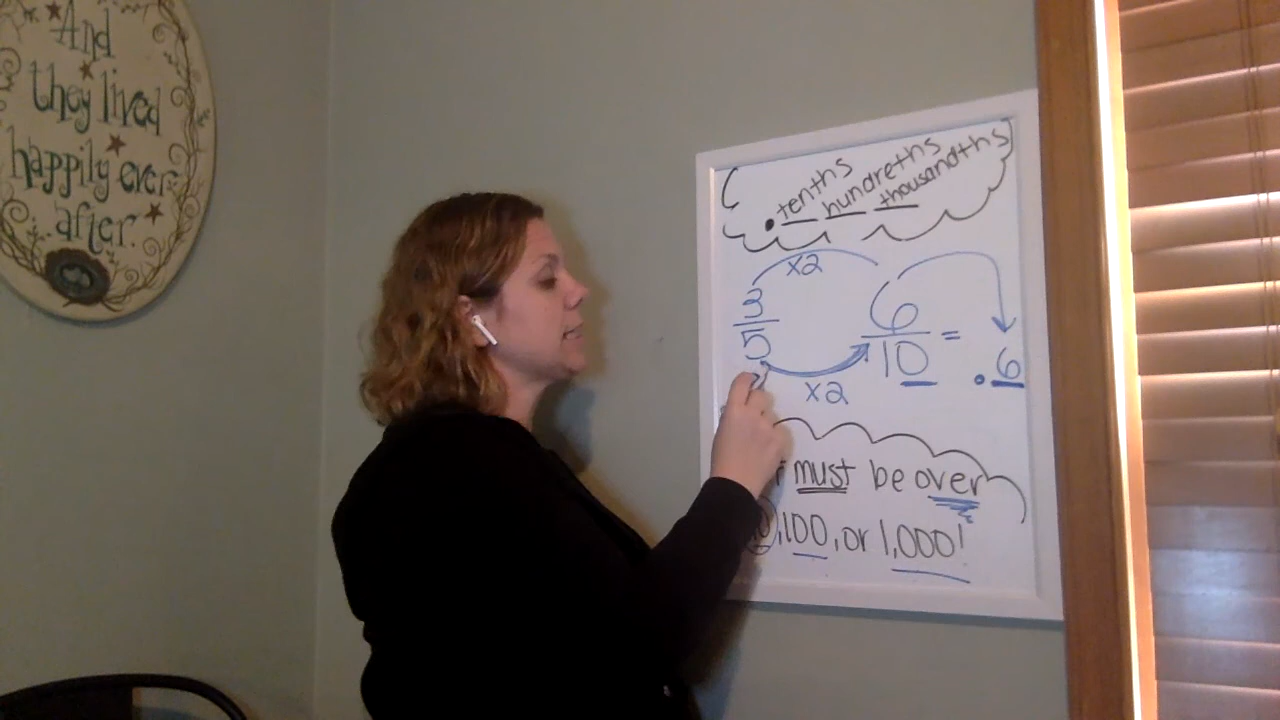 And
they lived
happily ever
after.
. tenths hundreths thousandths
x2
3/5 6/10 = .6
x2
must be over
,100, or 1,000!